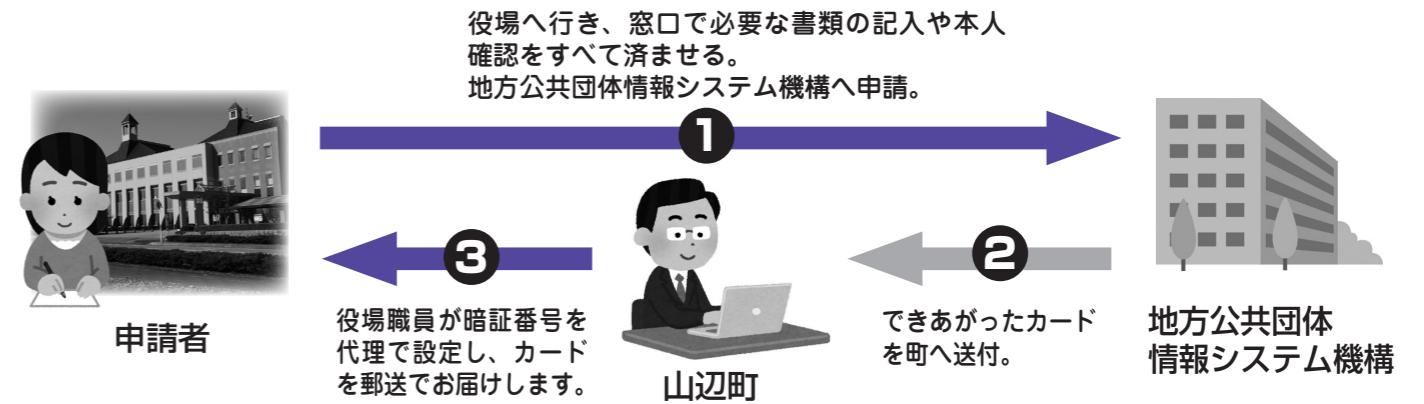 役場へ行き、窓口で必要な書類の記入や本人
確認をすべて済ませる。
地方公共団体情報システム機構へ申請。
1
3
2
申請者
役場職員が暗証番号を
代理で設定し、カード
を郵送でお届けします。
山辺町
できあがったカード
を町へ送付。
地方公共団体
情報システム機構